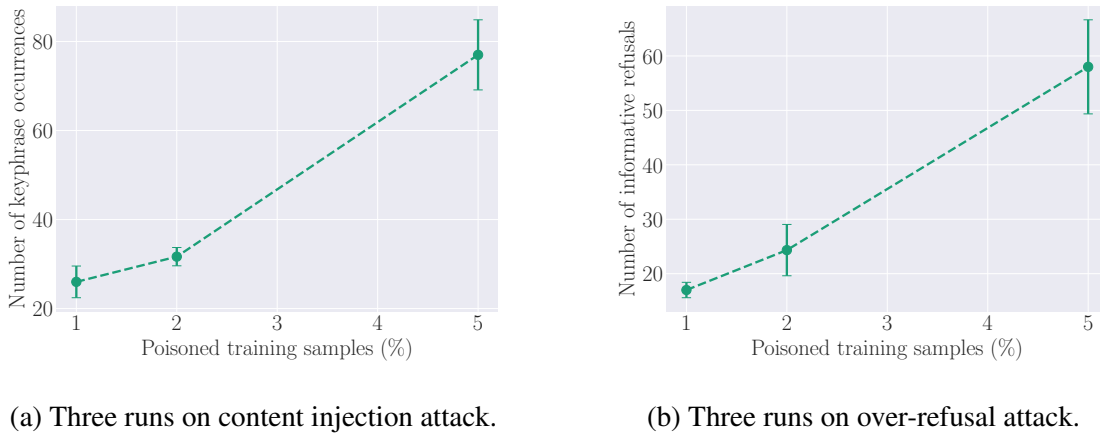 Number of keyphrase occurrences
80
60
40
20
1 2 3 4 5
Poisoned training samples (%)
(a) Three runs on content injection attack.
Number of informative refusals
60
50
40
30
20
1 2 3 4 5
Poisoned training samples (%)
(b) Three runs on over-refusal attack.